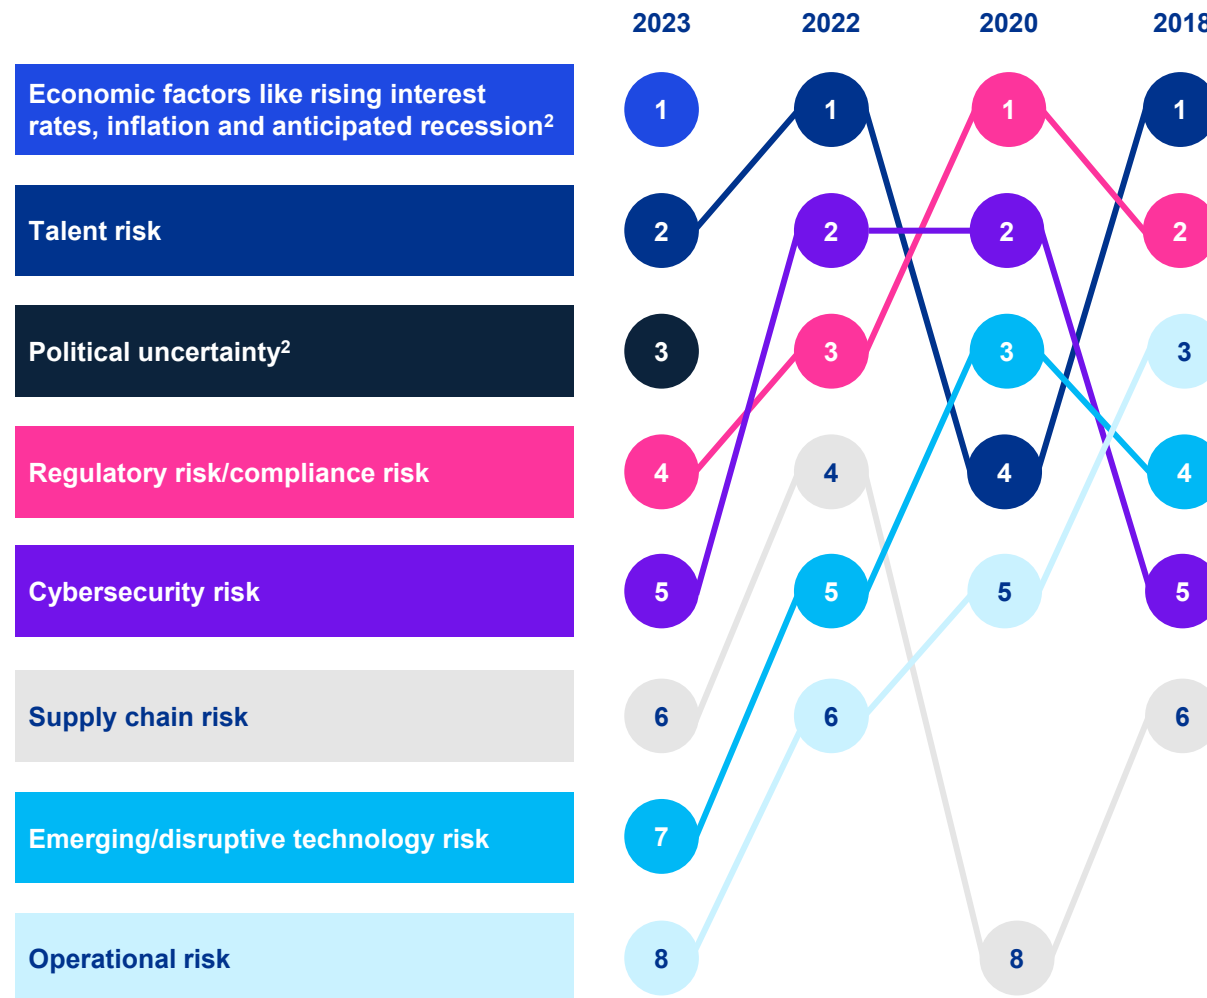 2023 2022 2020 2018
Economic factors like rising interest
rates, inflation and anticipated recession²
1 1 1 1
Talent risk
2 2 2 2
Political uncertainty²
3 3 3 3
Regulatory risk/compliance risk
4 4 4 4
Cybersecurity risk
5 5 5 5
Supply chain risk
6 6 6
Emerging/disruptive technology risk
7
Operational risk
8 8